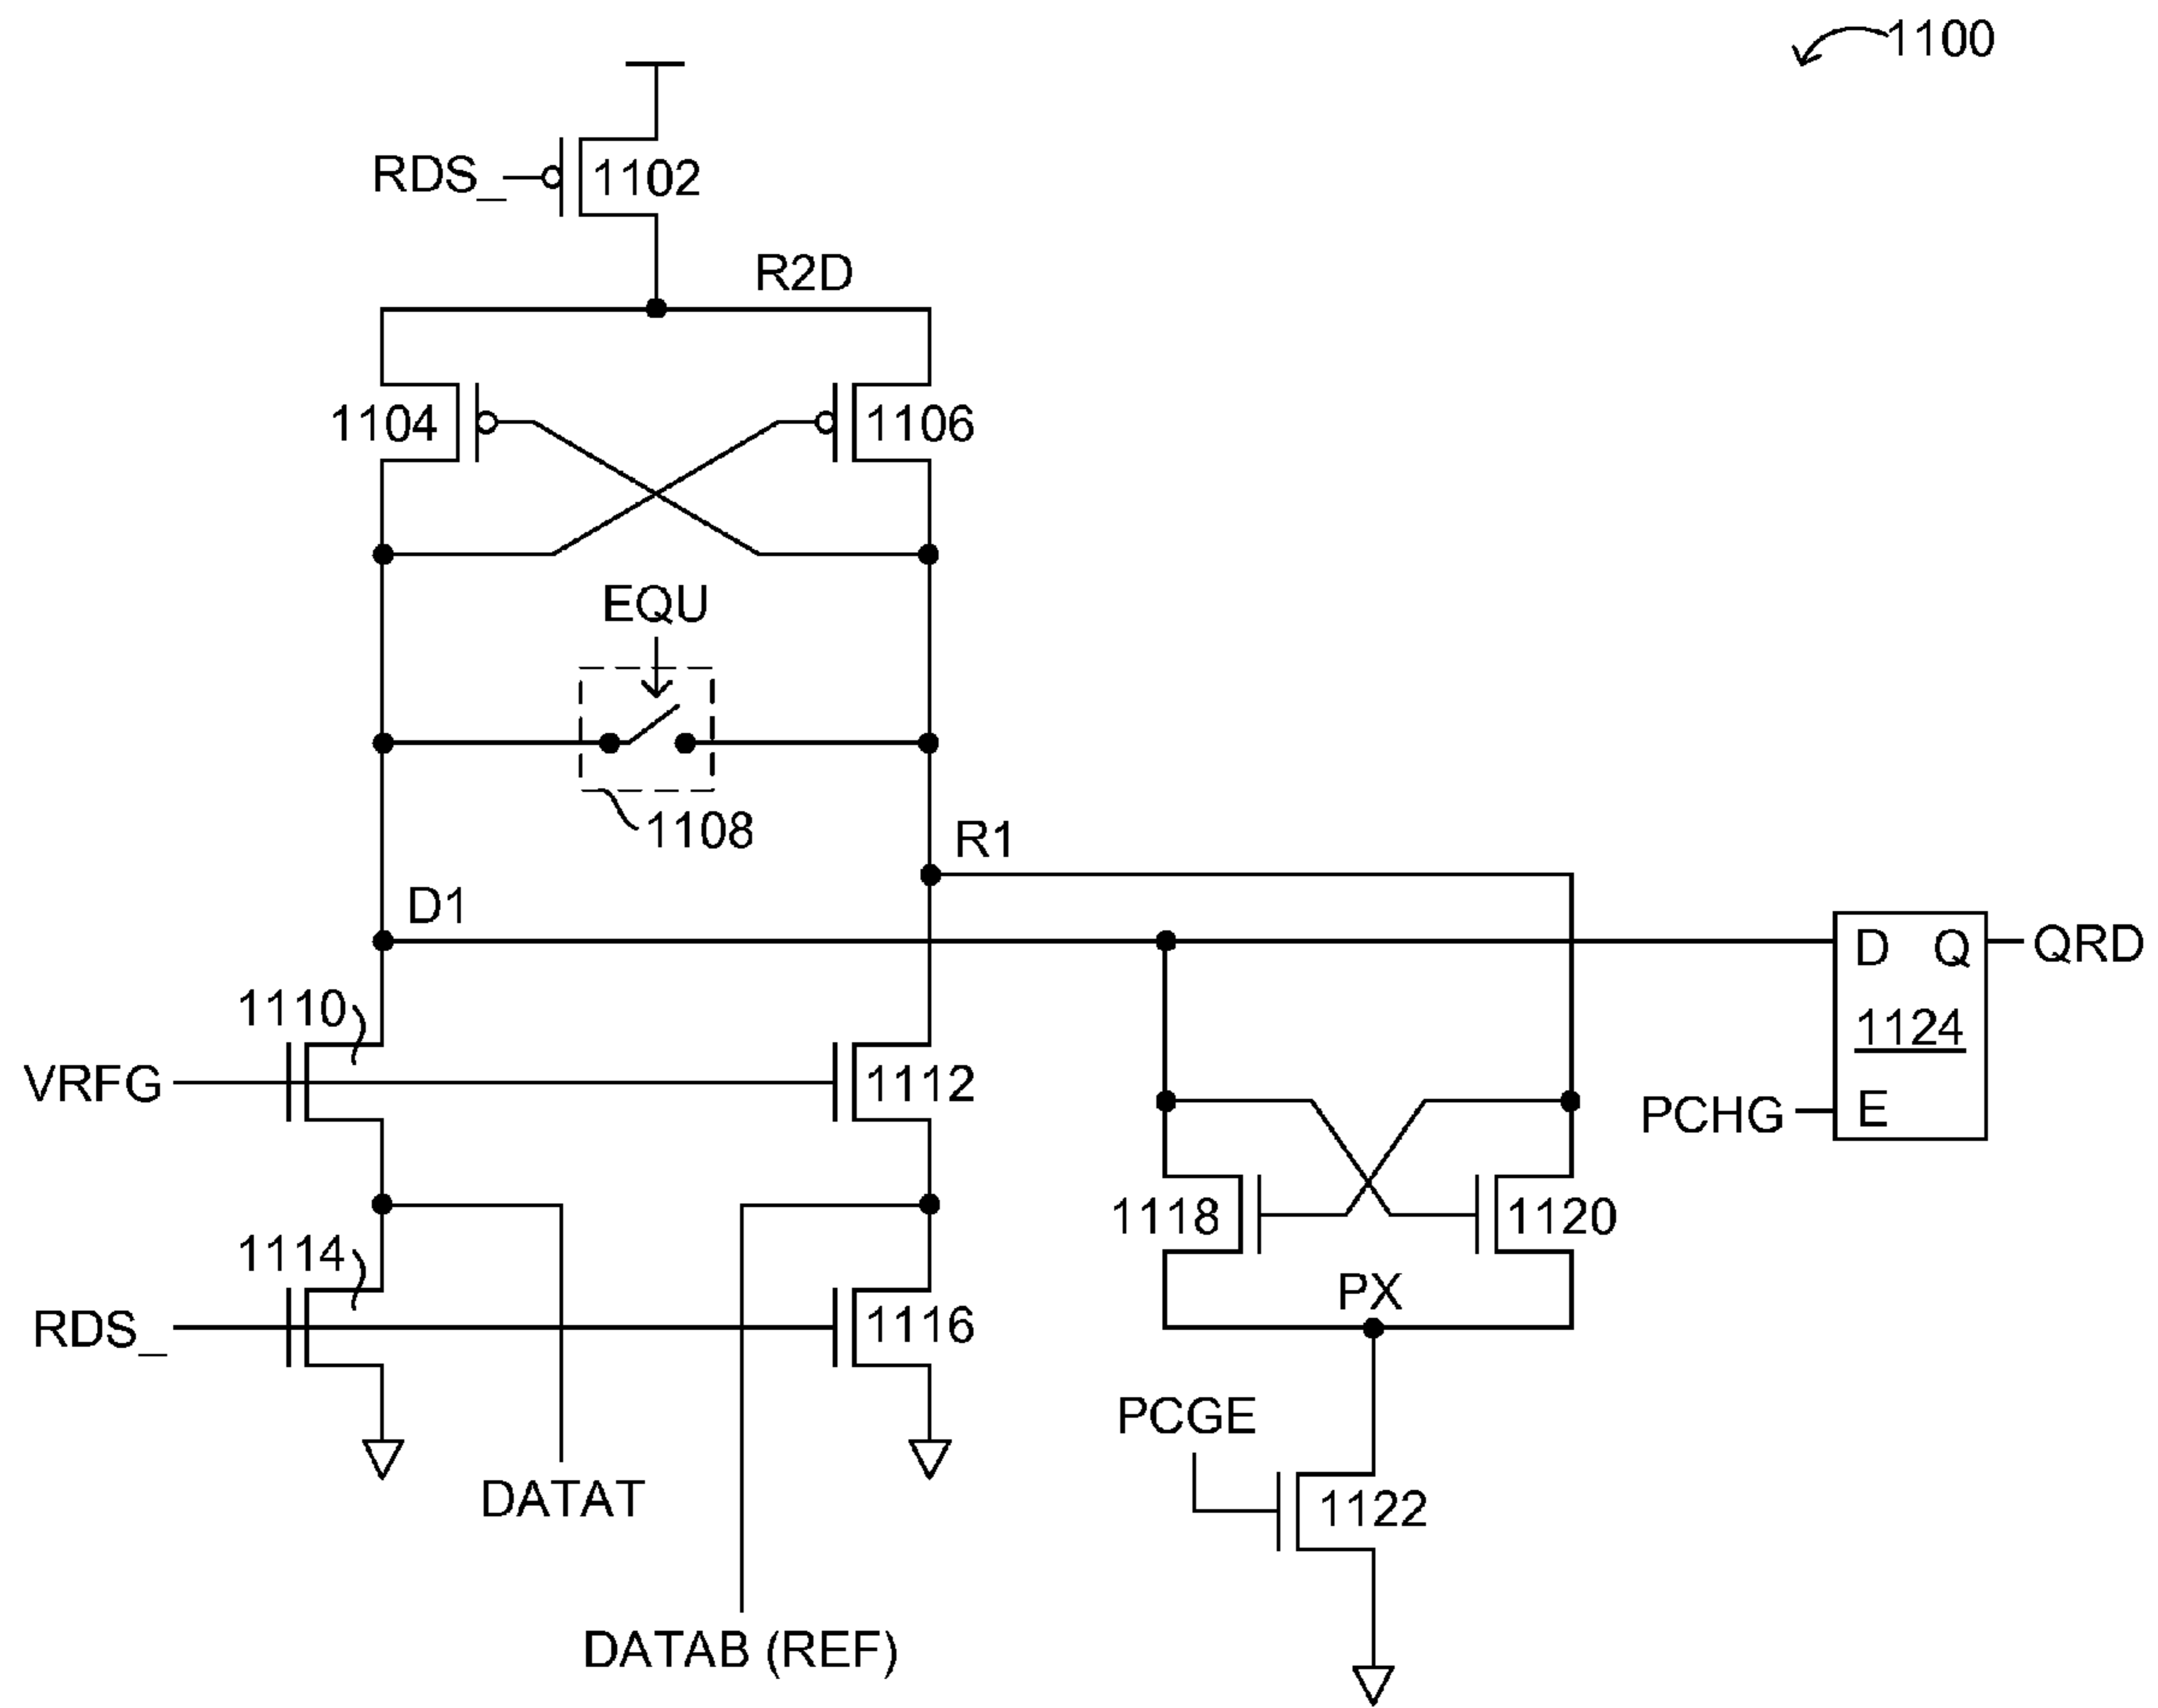 1100
RDS_
1102
R2D
1104
1106
EQU
1108
R1
D1
D Q
QRD
1124
E
PCHG
1110
VRFG
1112
1114
RDS_
1116
1118
1120
PX
PCGE
1122
DATAT
DATAB (REF)